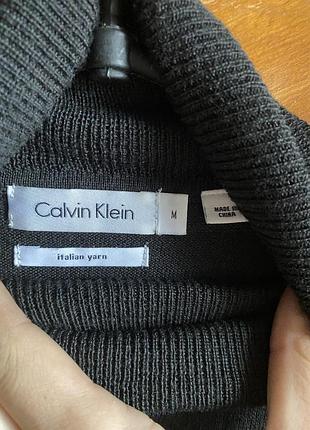 Calvin Klein
M
MADE IN
CHINA
italian yarn